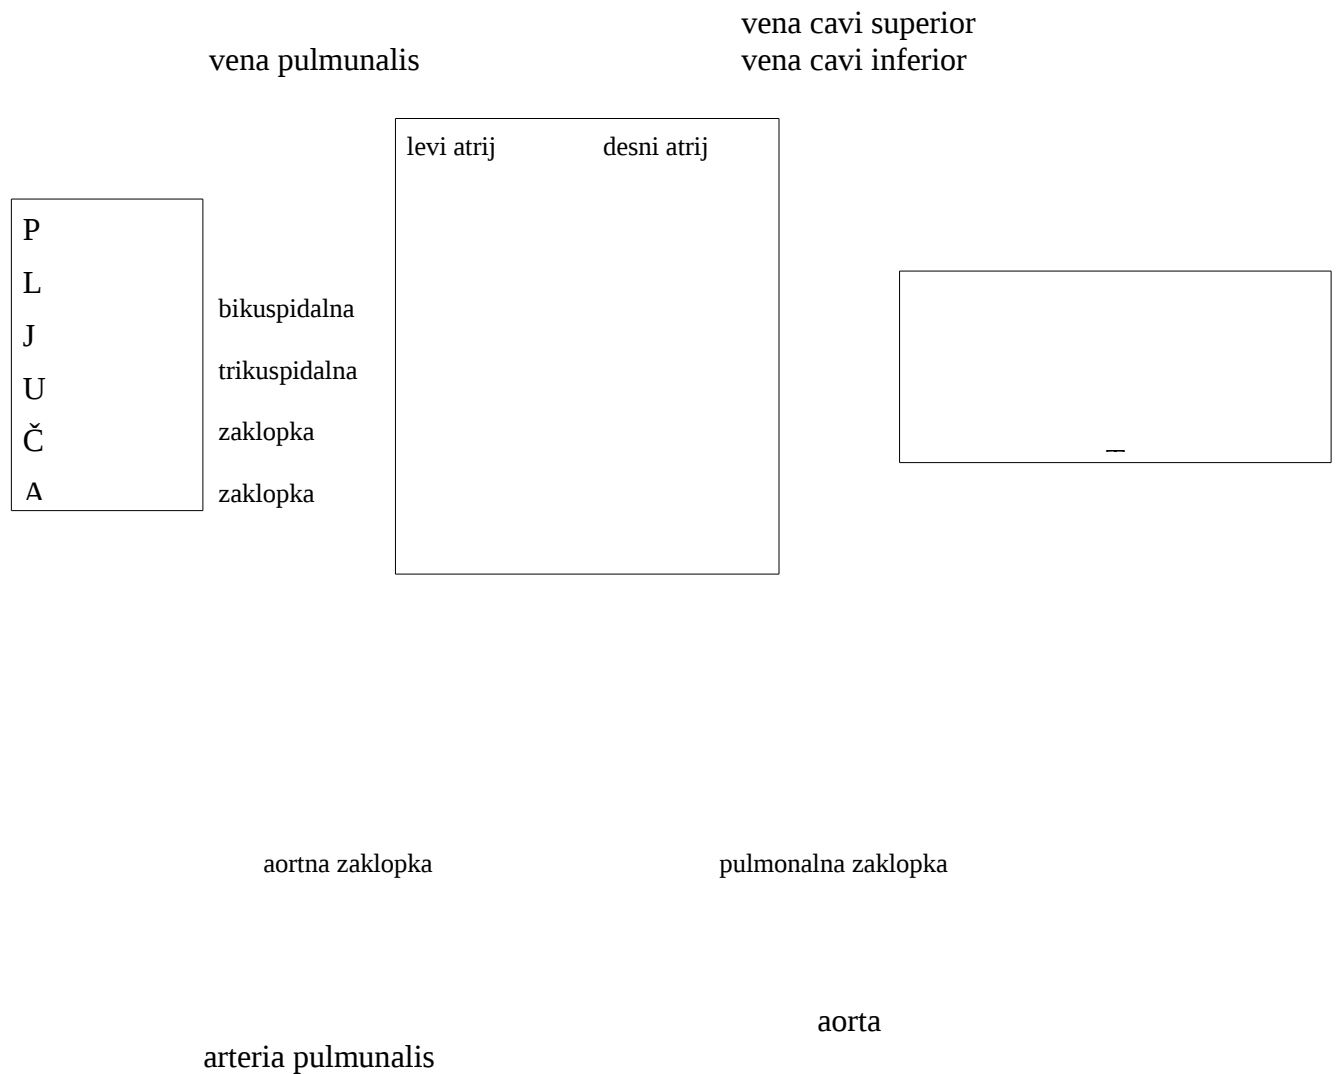 vena cavi superior
vena pulmunalis
vena cavi inferior
levi atrij
desni atrij
P
L
J
U
Č
A
bikuspidalna
trikuspidalna
zaklopka
zaklopka
aortna zaklopka
pulmonalna zaklopka
aorta
arteria pulmunalis